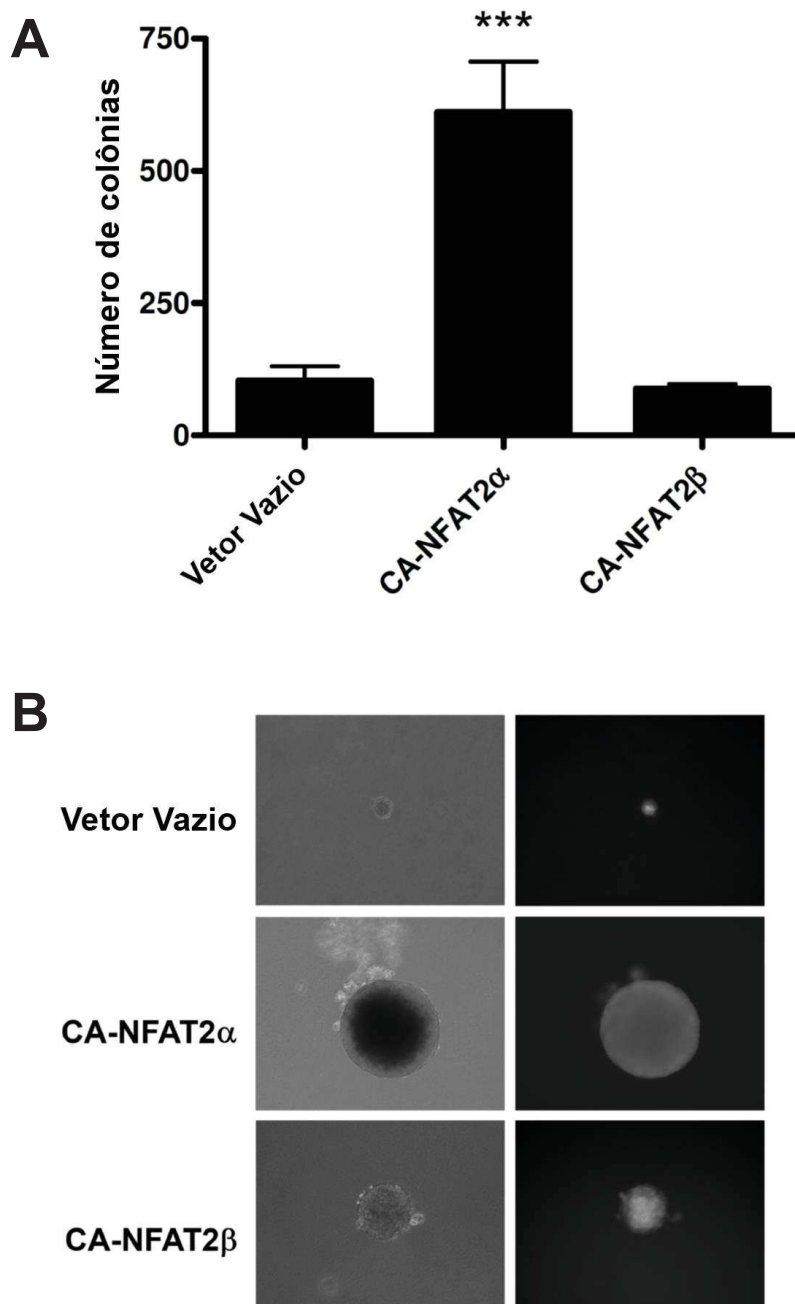 A
***
Número de colônias
750
500
250
0
Vetor Vazio
CA-NFAT2α
CA-NFAT2β
B
Vetor Vazio
CA-NFAT2α
CA-NFAT2β